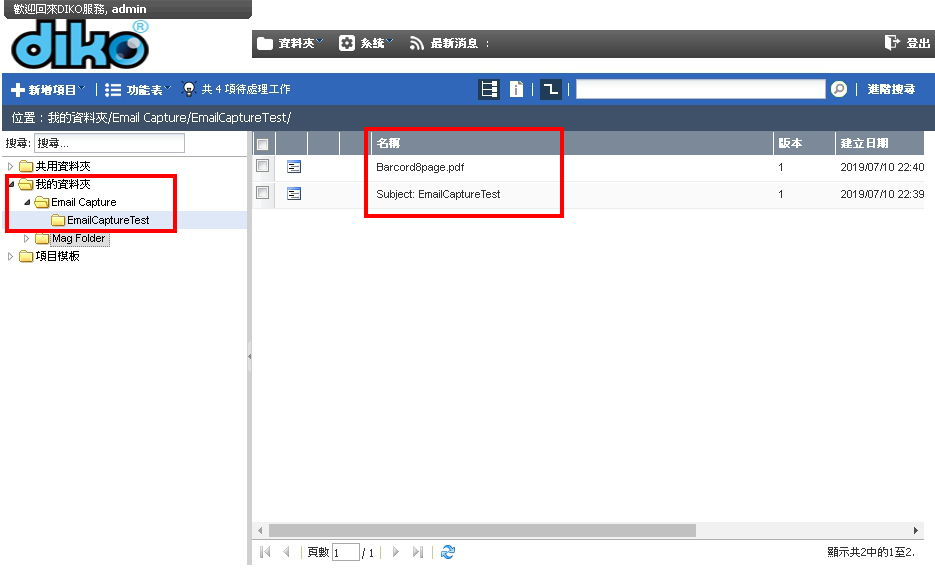 歡迎回來DIKO服務, admin
diko®
資料夾 系統 最新消息 : 登出
新增項目 功能表 共 4 項待處理工作 進階搜尋
位置：我的資料夾/Email Capture/EmailCaptureTest/
搜尋: 搜尋...
共用資料夾
我的資料夾
Email Capture
EmailCaptureTest
Mag Folder
項目模板
名稱 版本 建立日期
Barcord8page.pdf 1 2019/07/10 22:40
Subject: EmailCaptureTest 1 2019/07/10 22:39
頁數 1 / 1 顯示共2中的1至2.